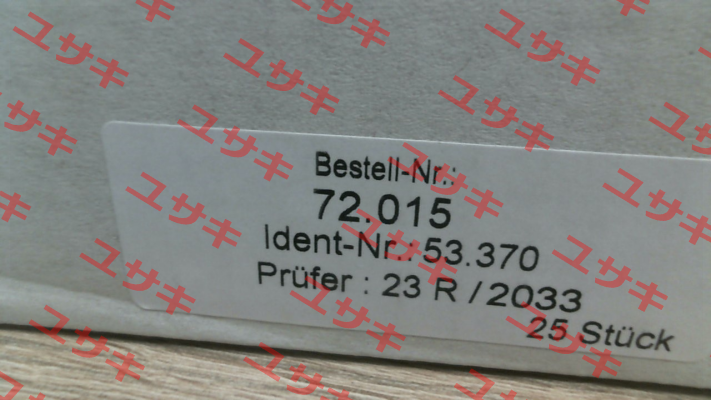 Bestell-Nr.:
72.015
Ident-Nr.: 53.370
Prüfer : 23 R / 2033
25 Stück
ユサキ